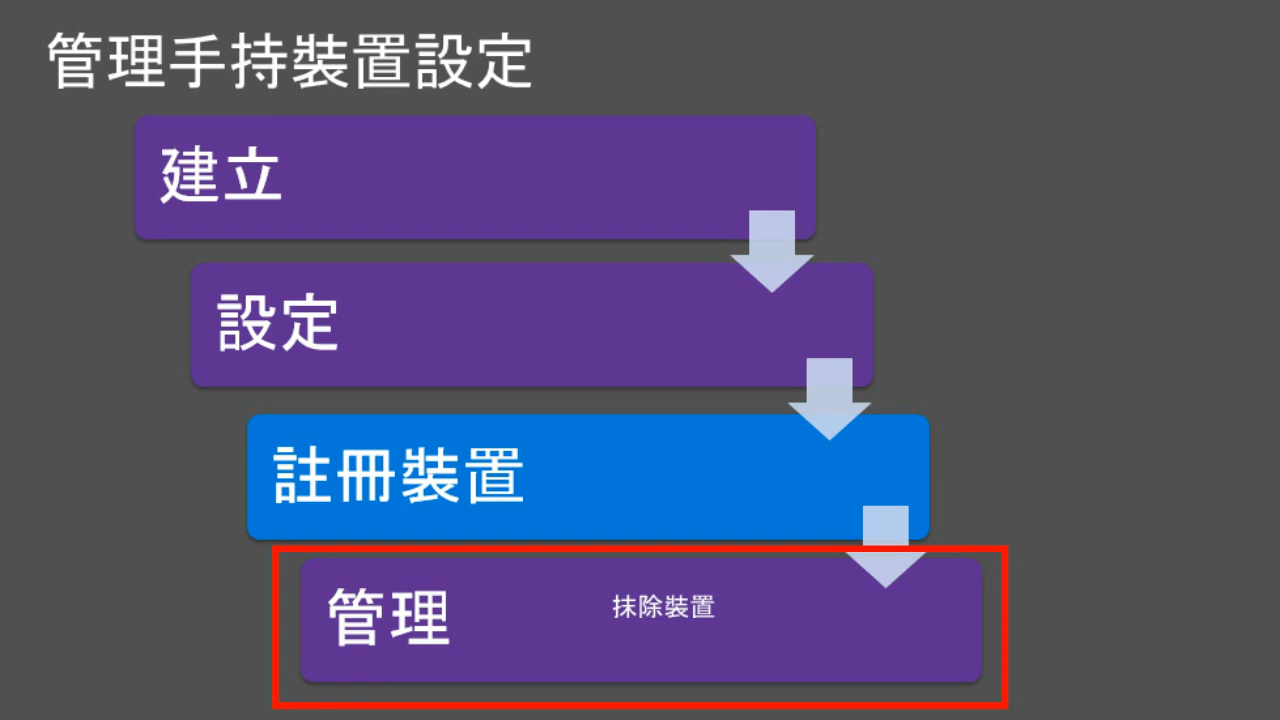 管理手持裝置設定
建立
設定
註冊裝置
管理
抹除裝置